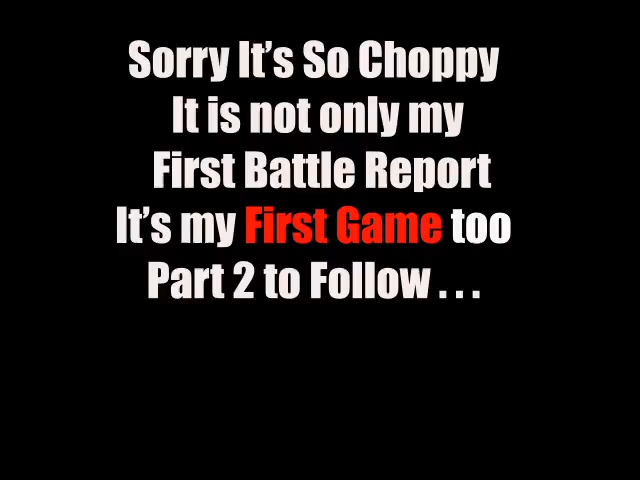 Sorry It’s So Choppy
It is not only my
First Battle Report
It’s my First Game too
Part 2 to Follow . . .